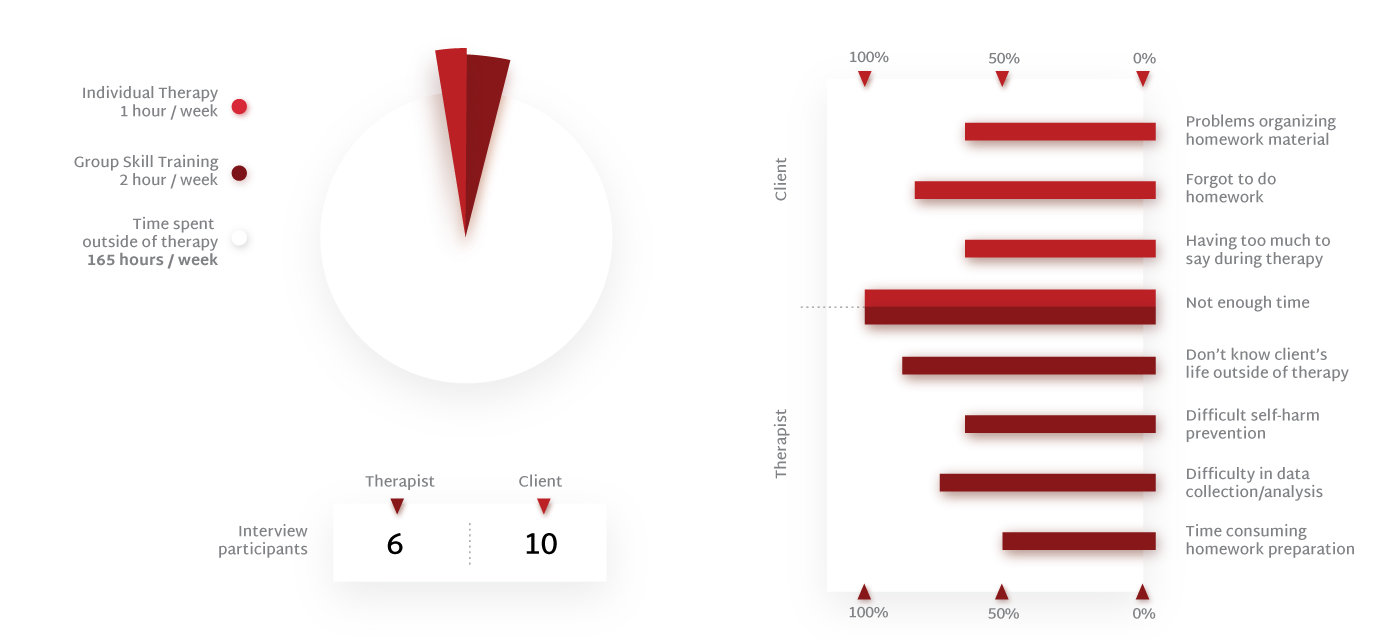 Individual Therapy
1 hour / week
Group Skill Training
2 hour / week
Time spent
outside of therapy
165 hours / week
Therapist
Client
Interview
participants
6
10
100%
50%
0%
Client
Problems organizing
homework material
Forgot to do
homework
Having too much to
say during therapy
Not enough time
Therapist
Don’t know client’s
life outside of therapy
Difficult self-harm
prevention
Difficulty in data
collection/analysis
Time consuming
homework preparation
100%
50%
0%